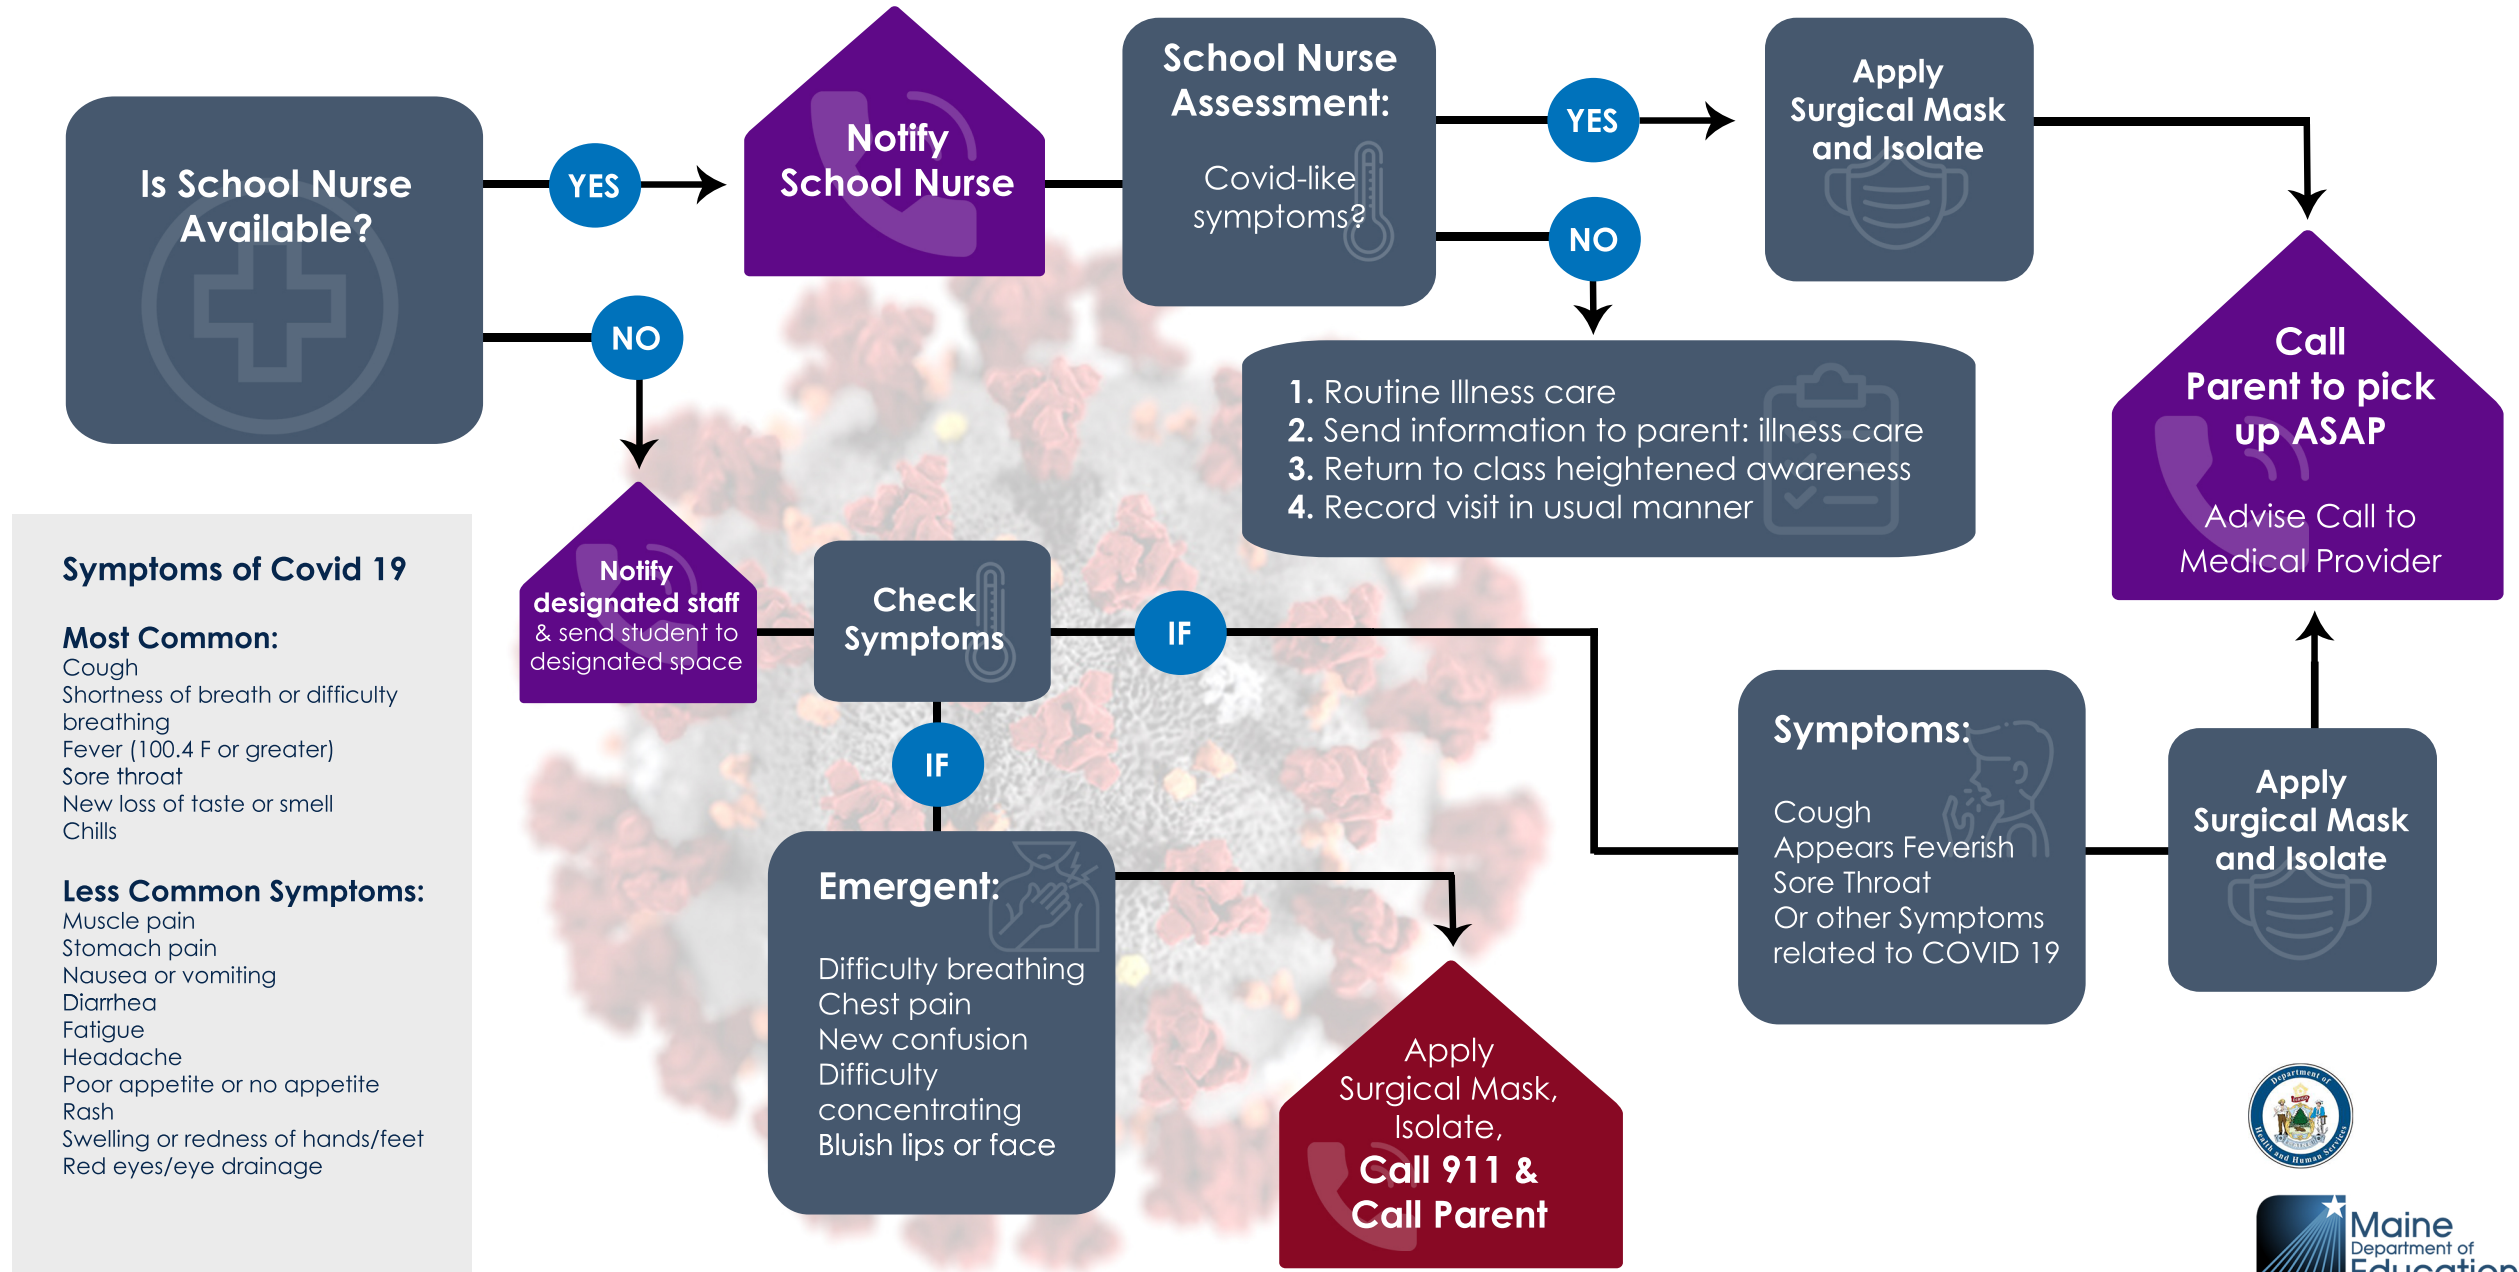 Is School Nurse
Available?
YES
NO
Notify
School Nurse
School Nurse
Assessment:
Covid-like
symptoms?
YES
NO
Apply
Surgical Mask
and Isolate
Call
Parent to pick
up ASAP
Advise Call to
Medical Provider
1. Routine Illness care
2. Send information to parent: illness care
3. Return to class heightened awareness
4. Record visit in usual manner
Notify
designated staff
& send student to
designated space
Check
Symptoms
IF
IF
Emergent:
Difficulty breathing
Chest pain
New confusion
Difficulty
concentrating
Bluish lips or face
Apply
Surgical Mask,
Isolate,
Call 911 &
Call Parent
Symptoms:
Cough
Appears Feverish
Sore Throat
Or other Symptoms
related to COVID 19
Apply
Surgical Mask
and Isolate
Symptoms of Covid 19
Most Common:
Cough
Shortness of breath or difficulty
breathing
Fever (100.4 F or greater)
Sore throat
New loss of taste or smell
Chills
Less Common Symptoms:
Muscle pain
Stomach pain
Nausea or vomiting
Diarrhea
Fatigue
Headache
Poor appetite or no appetite
Rash
Swelling or redness of hands/feet
Red eyes/eye drainage
Department of
Health and Human Services
Maine
Department of
Education